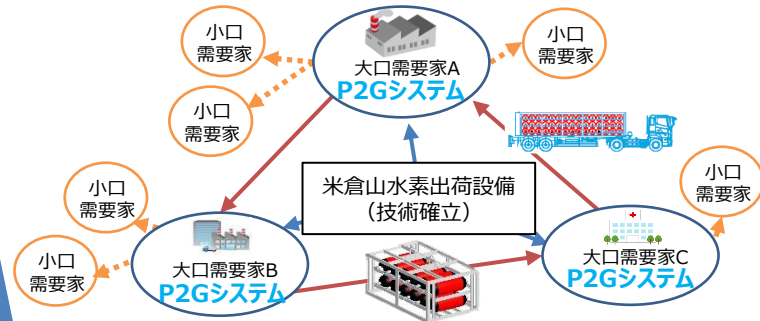 小口
需要家
小口
需要家
小口
需要家
大口需要家A
P2Gシステム
米倉山水素出荷設備
（技術確立）
小口
需要家
小口
需要家
大口需要家B
P2Gシステム
小口
需要家
大口需要家C
P2Gシステム